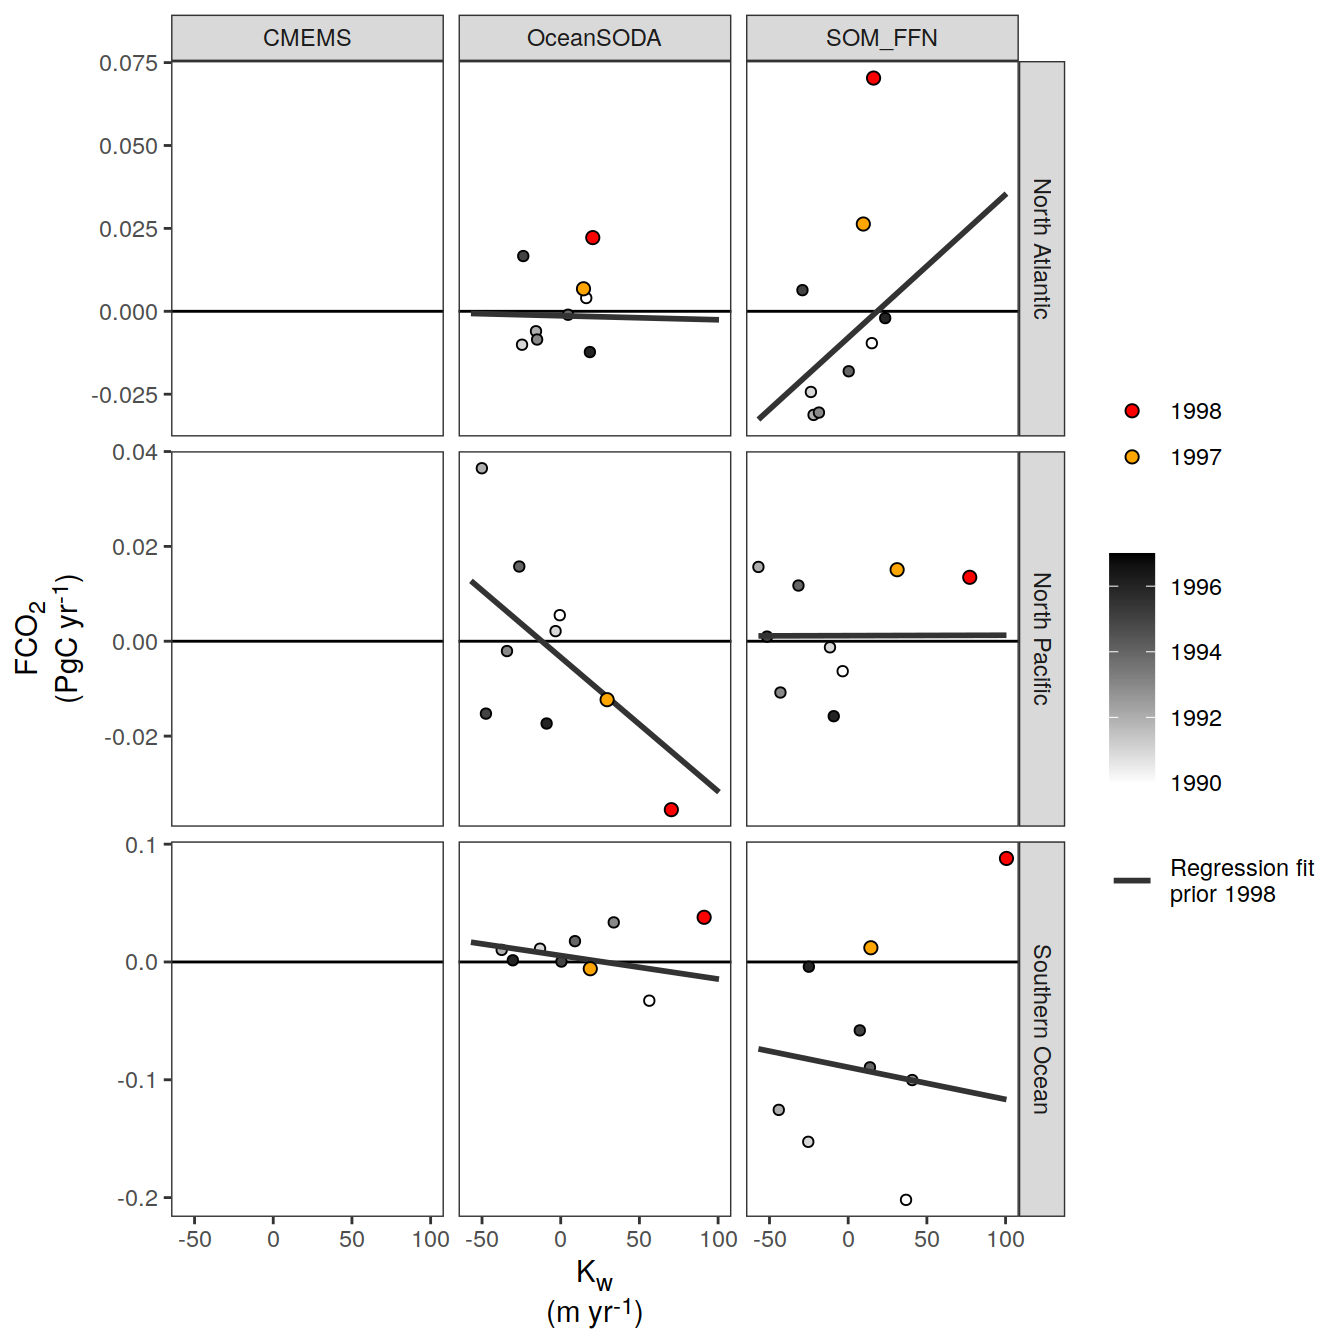 CMEMS
OceanSODA
SOM_FFN
0.075
0.050
0.025
0.000
-0.025
North Atlantic
0.04
0.02
0.00
-0.02
North Pacific
0.1
0.0
-0.1
-0.2
Southern Ocean
FCO2
(PgC yr-1)
-50 0 50 100
-50 0 50 100
-50 0 50 100
Kw
(m yr-1)
1998
1997
1996
1994
1992
1990
Regression fit
prior 1998